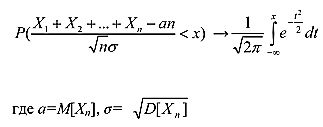 P( (X₁ + X₂ + ... + Xₙ − an) / (√n σ) < x ) → (1 / √(2π)) ∫_{−∞}^{x} e^{−t²/2} dt
где a=M[Xₙ], σ= √D[Xₙ]